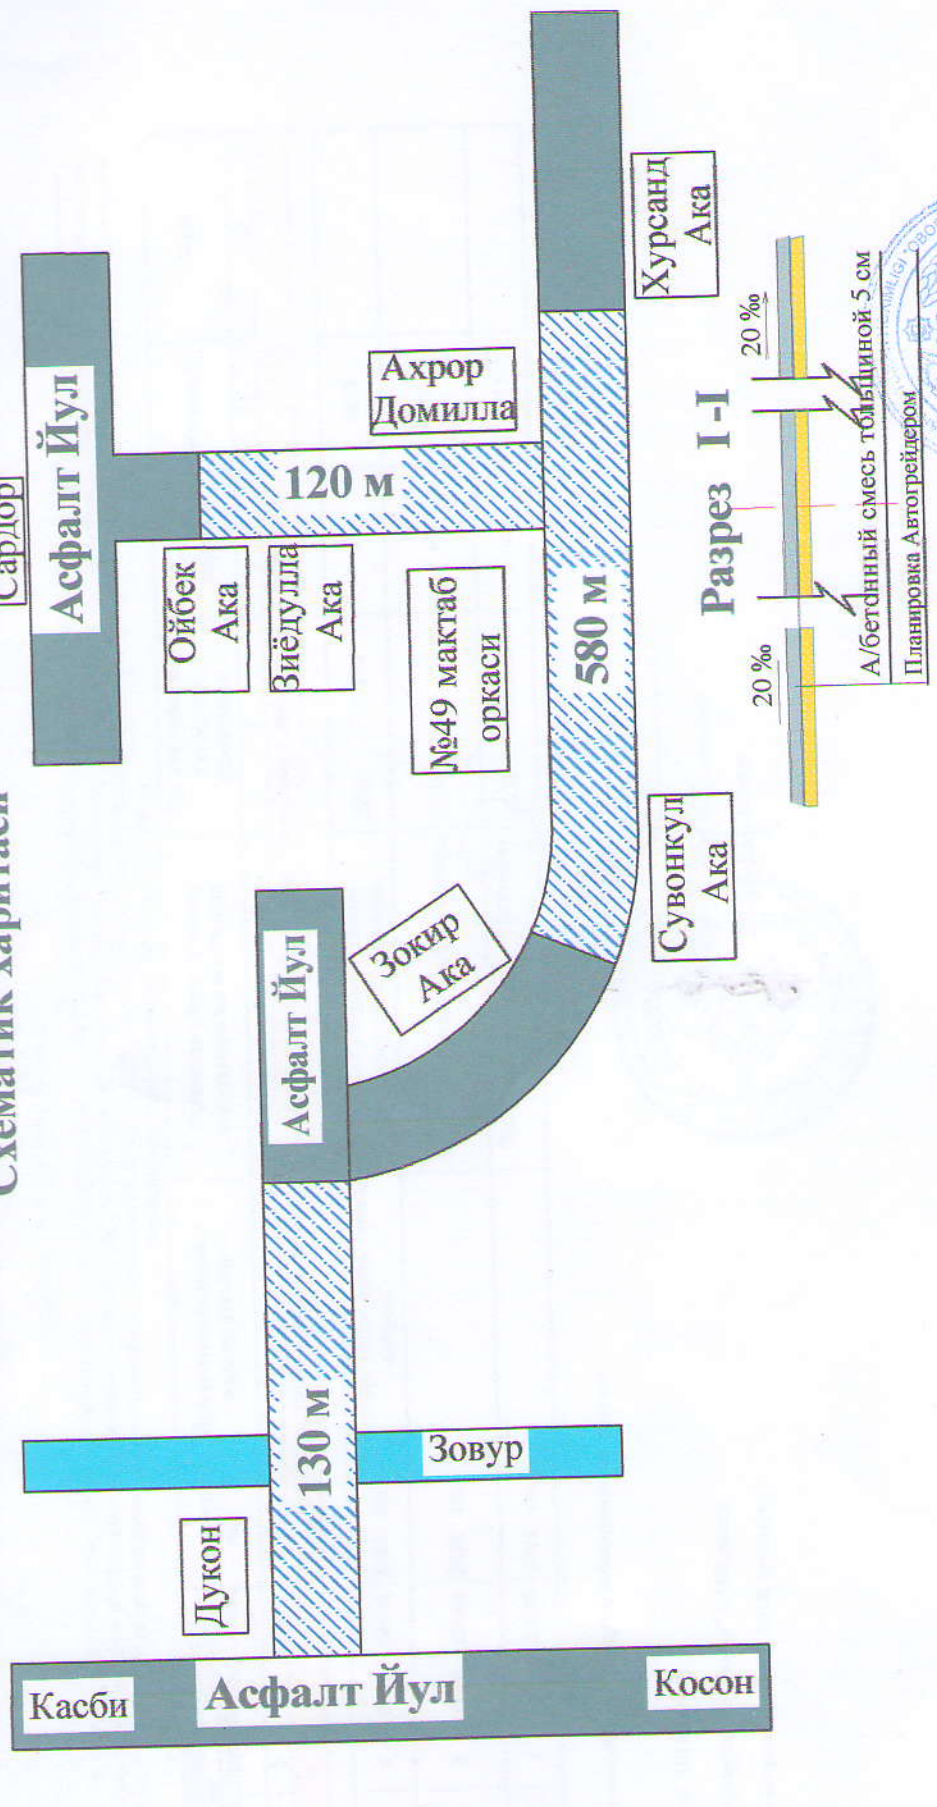 Схематик харитаси
Сардор
Асфалт Йул
Ойбек
Ака
Зиёдулла
Ака
120 м
Ахрор
Домилла
№49 мактаб
оркаси
Хурсанд
Ака
580 м
Асфалт Йул
Зокир
Ака
Сувонкул
Ака
130 м
Зовур
Дукон
Касби
Асфалт Йул
Косон
Разрез I -I
20 ‰
20 ‰
А/бетонный смесь тольщиной 5 см
Планировка Автогрейдером